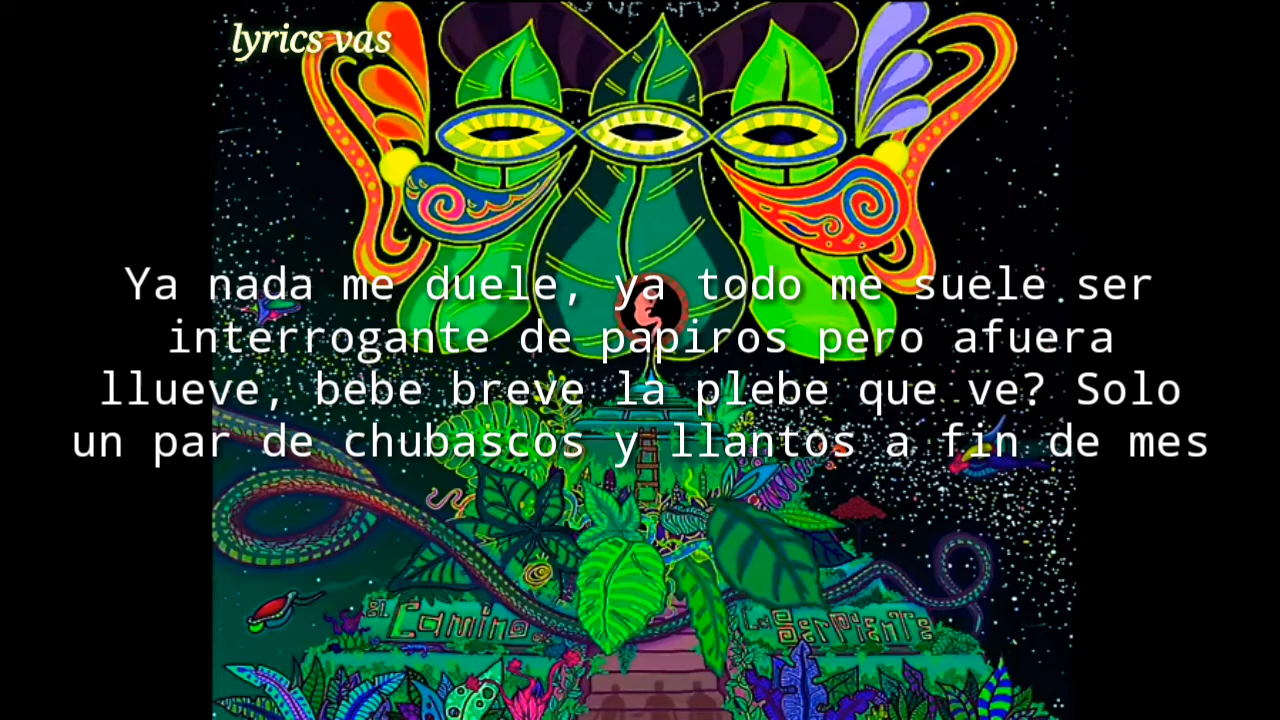 lyrics vas
Ya nada me duele, ya todo me suele ser
interrogante de papiros pero afuera
llueve, bebe breve la plebe que ve? Solo
un par de chubascos y llantos a fin de mes
El Camino de La Serpiente